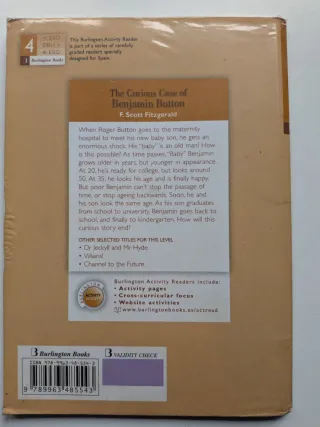 4
Burlington Books
This Burlington Activity Reader
is part of a series of carefully
graded readers specially
designed for Spain.
The Curious Case of
Benjamin Button
F. Scott Fitzgerald
When Roger Button goes to the maternity
hospital to meet his new baby son, he gets an
enormous shock. His "baby" is an old man! How
is this possible? As time passes, "Baby" Benjamin
grows older in years, but younger in appearance.
At 20, he's ready for college, but looks around
50. At 35, he looks his age and is finally happy.
But poor Benjamin can't stop the passage of
time, or stop ageing backwards. Soon, he and
his son look the same age. As his son graduates
from school to university, Benjamin goes back to
school, and finally to kindergarten. How will this
curious story end?
OTHER SELECTED TITLES FOR THIS LEVEL
• Dr Jeckyll and Mr Hyde
• Villains!
• Channel to the Future
Burlington Activity Readers include:
• Activity pages
• Cross-curricular focus
• Website activities
www.burlingtonbooks.es/actread
ACTIVITY
Burlington Books
VALIDITY CHECK
9 789963 485543